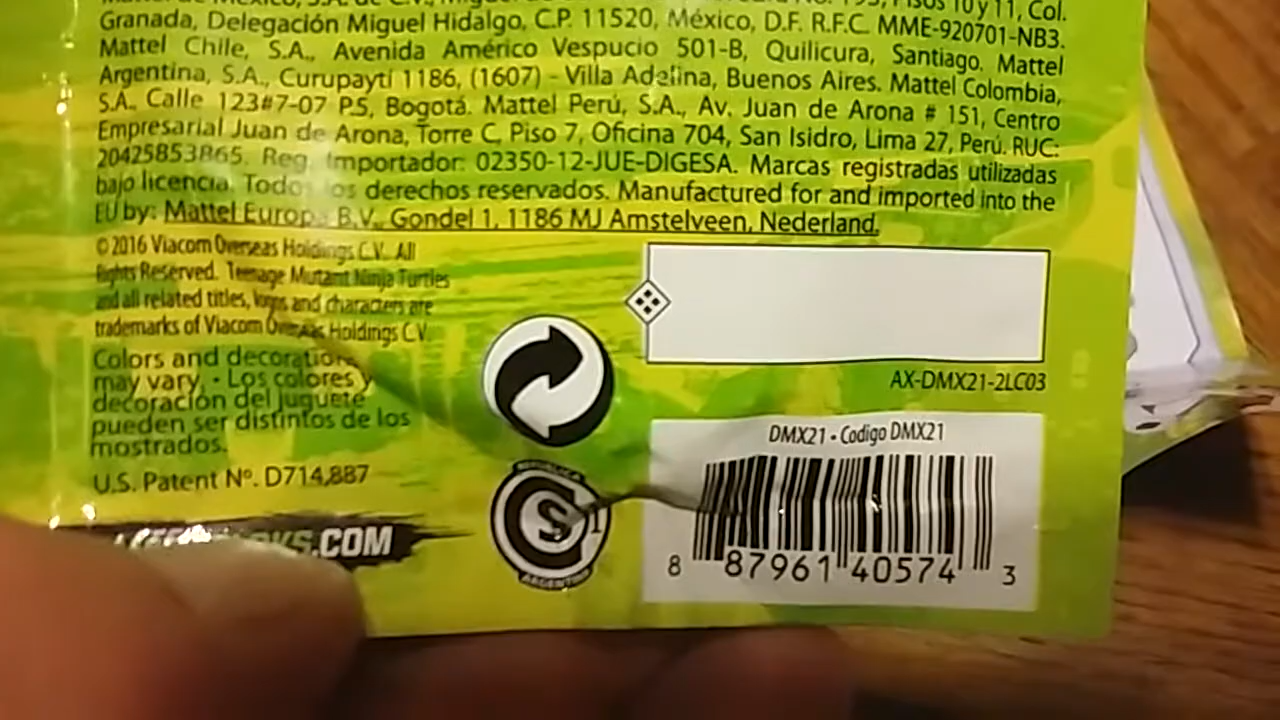 Pisos 10 y 11, Col.
Granada, Delegación Miguel Hidalgo, C.P. 11520, México, D.F. R.F.C. MME-920701-NB3.
Mattel Chile, S.A., Avenida Américo Vespucio 501-B, Quilicura, Santiago. Mattel
Argentina, S.A., Curupaytí 1186, (1607) - Villa Adelina, Buenos Aires. Mattel Colombia,
S.A., Calle 123#7-07 P.5, Bogotá. Mattel Perú, S.A., Av. Juan de Arona # 151, Centro
Empresarial Juan de Arona, Torre C, Piso 7, Oficina 704, San Isidro, Lima 27, Perú. RUC:
20425853865. Reg. Importador: 02350-12-JUE-DIGESA. Marcas registradas utilizadas
bajo licencia. Todos los derechos reservados. Manufactured for and imported into the
EU by: Mattel Europa B.V., Gondel 1, 1186 MJ Amstelveen, Nederland.
© 2016 Viacom Overseas Holdings C.V. All
Rights Reserved. Teenage Mutant Ninja Turtles
and all related titles, logos and characters are
trademarks of Viacom Overseas Holdings C.V.
Colors and decorations
may vary. • Los colores y
decoración del juguete
pueden ser distintos de los
mostrados.
U.S. Patent Nº. D714,887
.COM
REPUBLICA
ARGENTINA
AX-DMX21-2LC03
DMX21 • Codigo DMX21
8 87961 40574 3